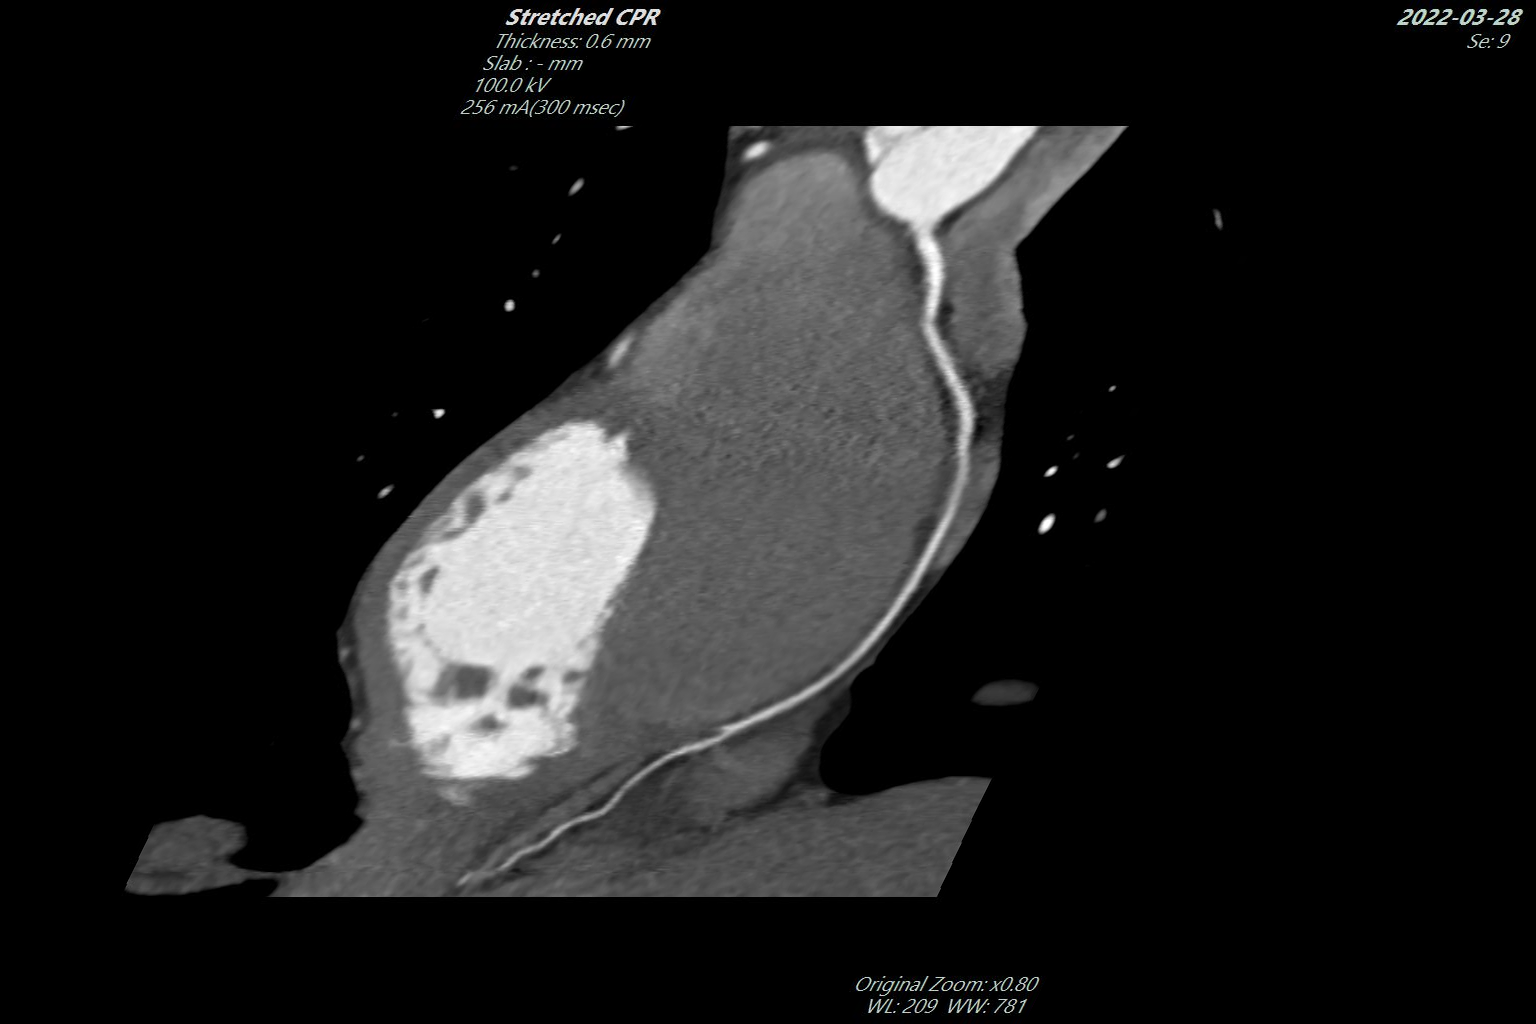 Stretched CPR
Thickness: 0.6 mm
Slab : - mm
100.0 kV
256 mA(300 msec)
2022-03-28
Se: 9
Original Zoom: x0.80
WL: 209 WW: 781